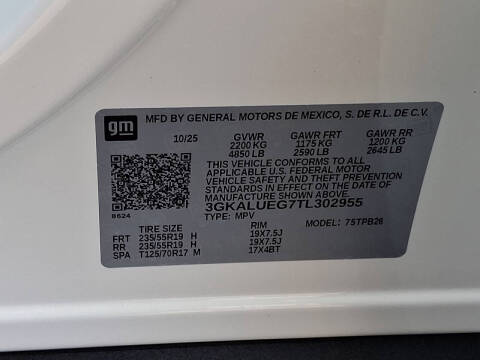 gm
MFD BY GENERAL MOTORS DE MEXICO, S. DE R.L. DE C.V.
10/25 GVWR GAWR FRT GAWR RR
2200 KG 1175 KG 1200 KG
4850 LB 2590 LB 2645 LB
THIS VEHICLE CONFORMS TO ALL
APPLICABLE U.S. FEDERAL MOTOR
VEHICLE SAFETY AND THEFT PREVENTION
STANDARDS IN EFFECT ON THE DATE OF
MANUFACTURE SHOWN ABOVE.
3GKALUEG7TL302955
8624
TYPE: MPV MODEL: 75TPB26
TIRE SIZE RIM
FRT 235/55R19 H 19X7.5J
RR 235/55R19 H 19X7.5J
SPA T125/70R17 M 17X4BT